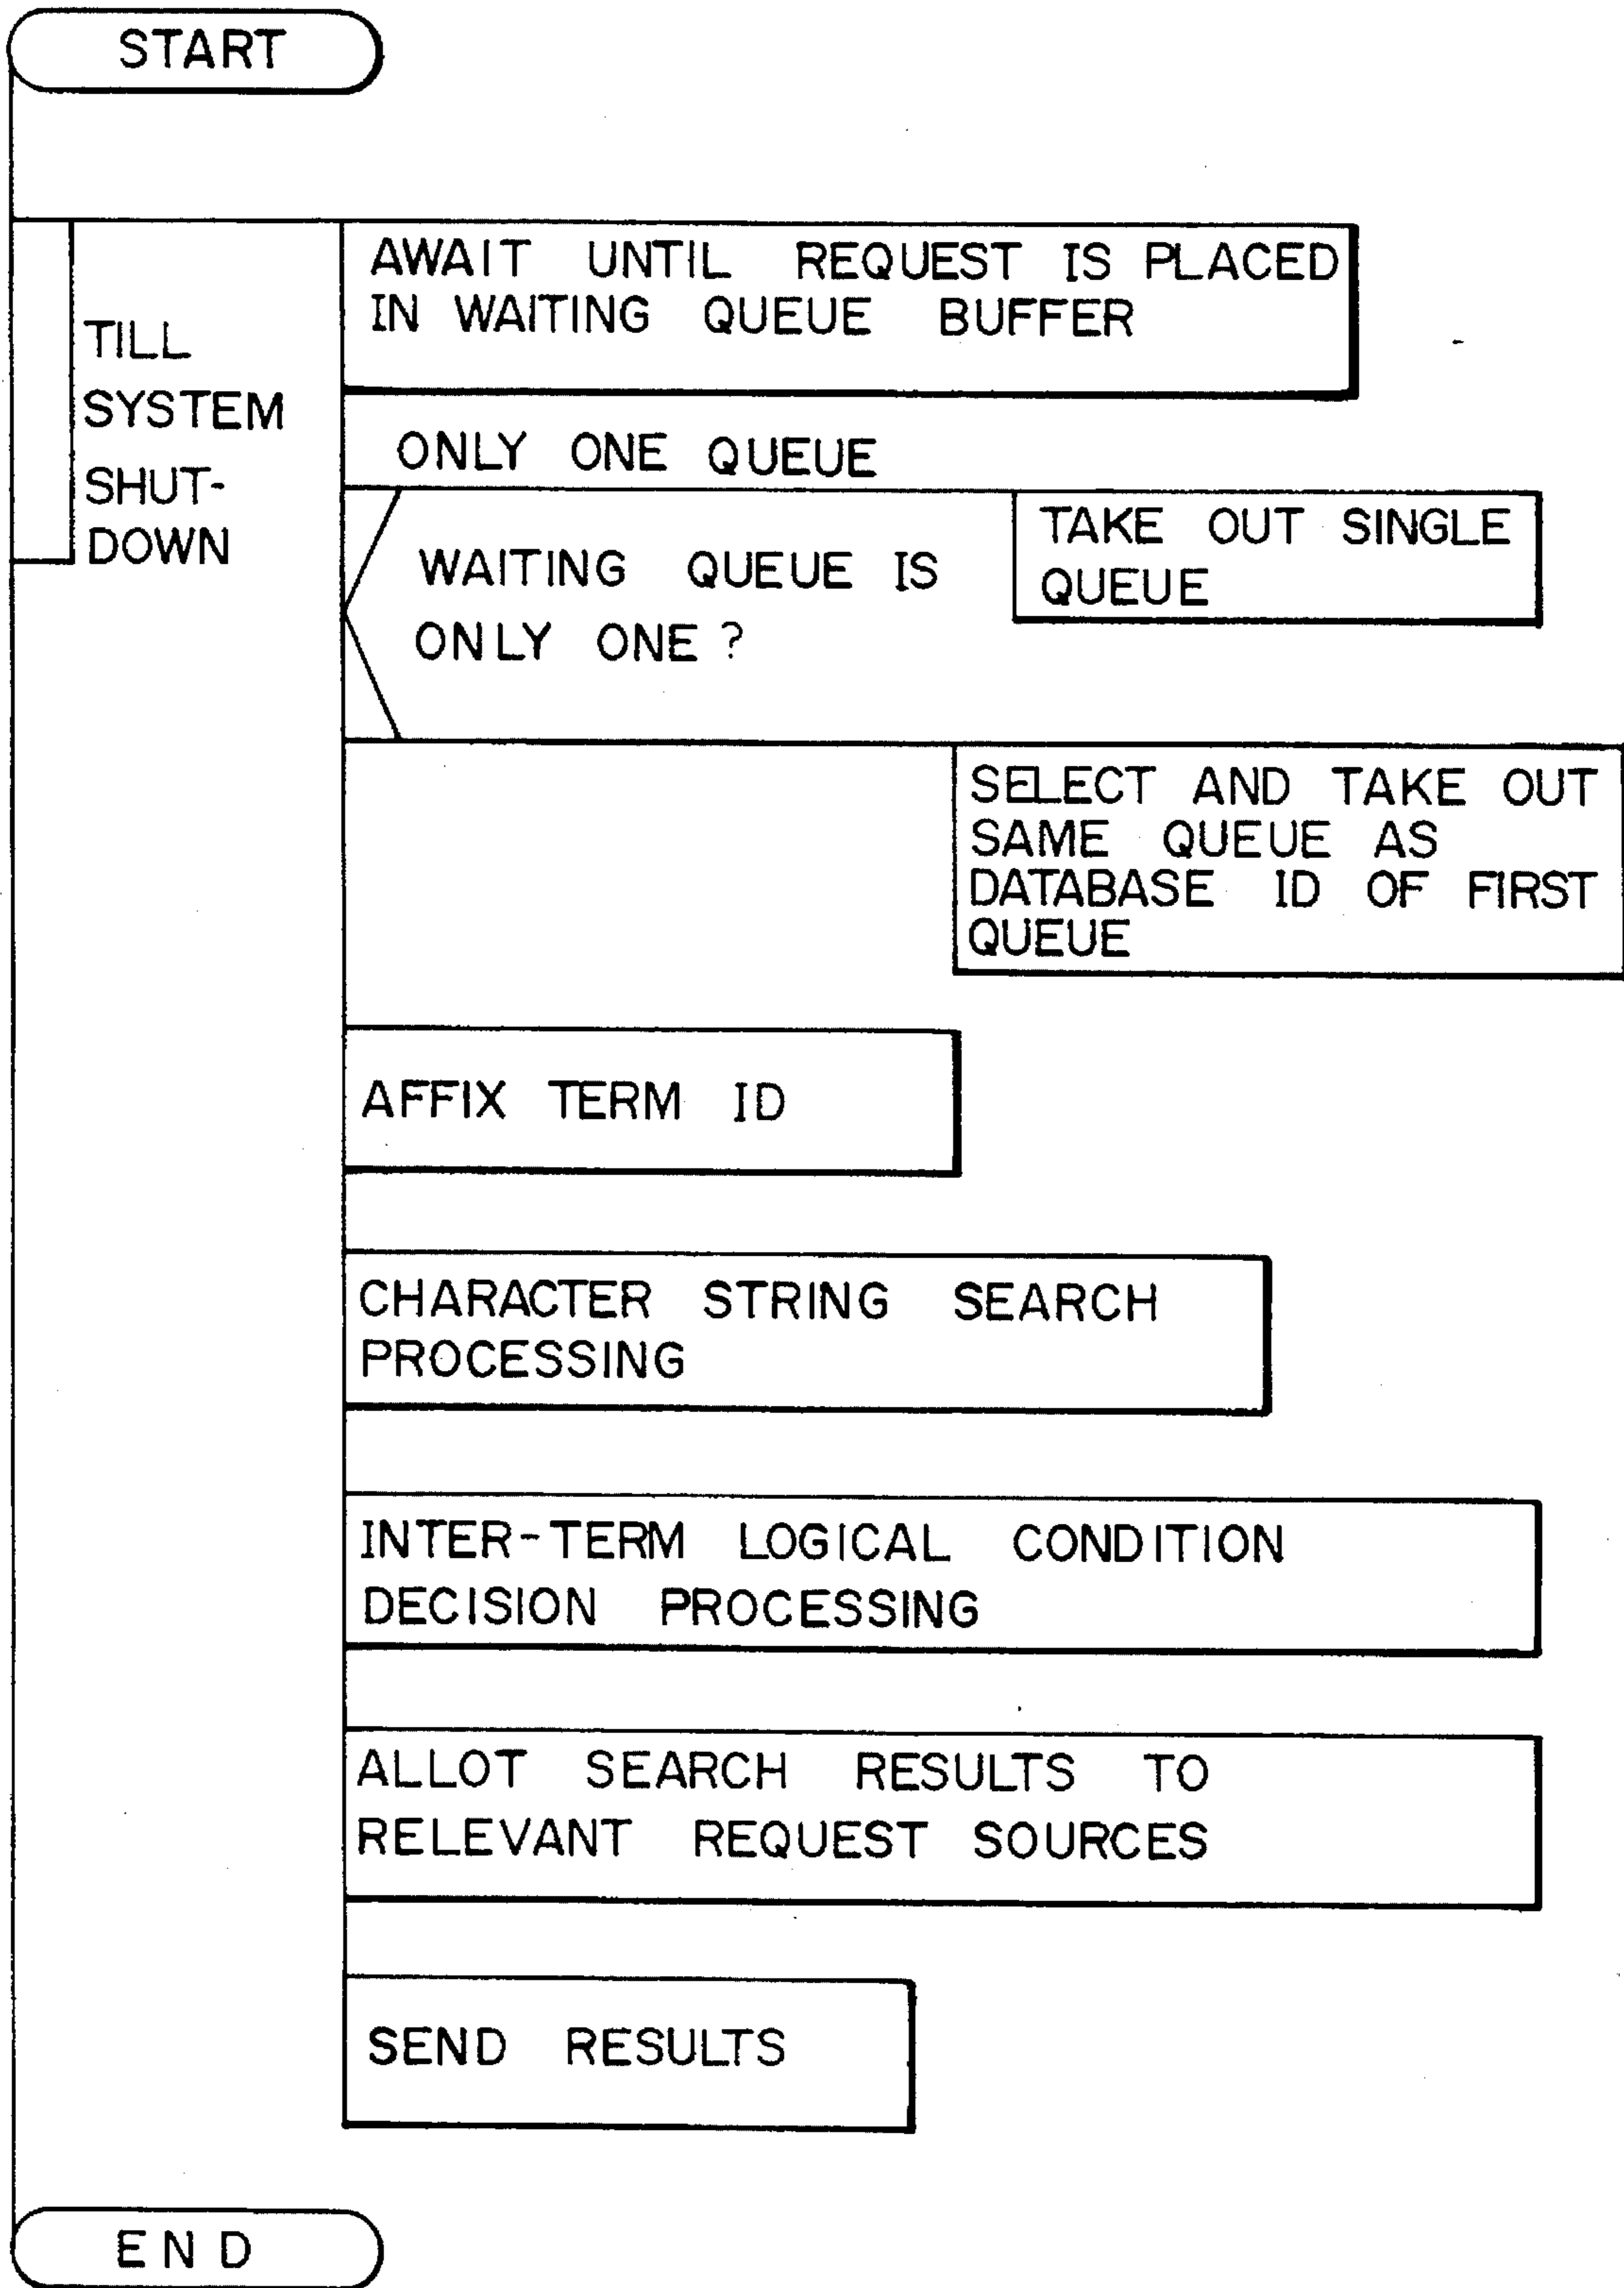 START
AWAIT UNTIL REQUEST IS PLACED
IN WAITING QUEUE BUFFER
TILL
SYSTEM
SHUT-
DOWN
ONLY ONE QUEUE
WAITING QUEUE IS
ONLY ONE ?
TAKE OUT SINGLE
QUEUE
SELECT AND TAKE OUT
SAME QUEUE AS
DATABASE ID OF FIRST
QUEUE
AFFIX TERM ID
CHARACTER STRING SEARCH
PROCESSING
INTER-TERM LOGICAL CONDITION
DECISION PROCESSING
ALLOT SEARCH RESULTS TO
RELEVANT REQUEST SOURCES
SEND RESULTS
END